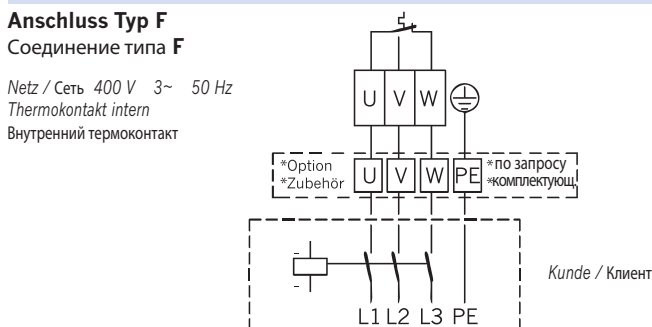 Anschluss Typ F
Соединение типа F
Netz / Сеть 400 V 3~ 50 Hz
Thermokontakt intern
Внутренний термоконтакт
U V W
*Option
*Zubehör
U V W PE
*по запросу
*комплектующ.
Kunde / Клиент
L1 L2 L3 PE